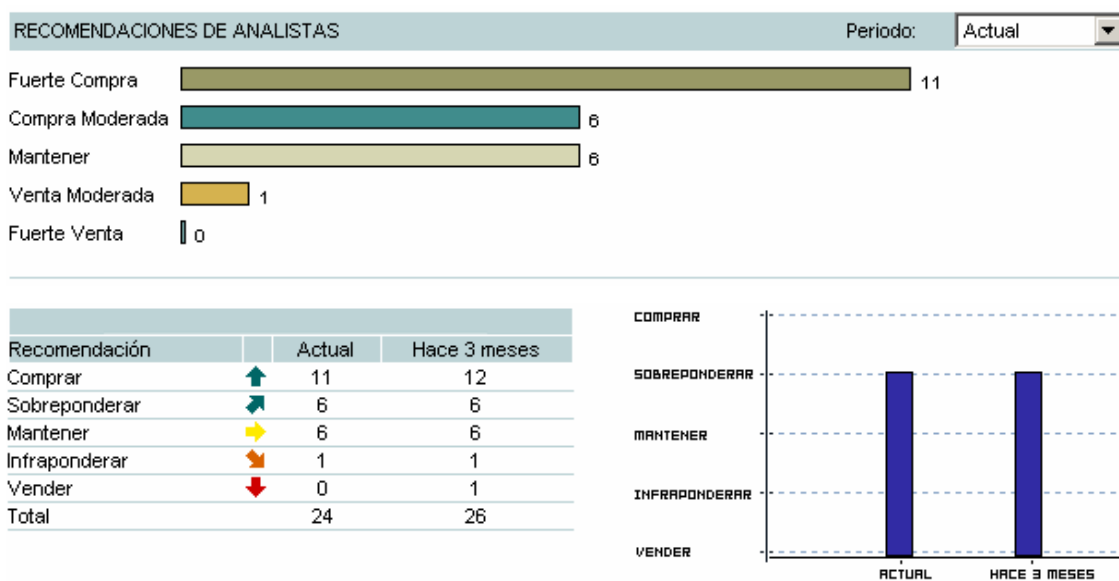 RECOMENDACIONES DE ANALISTAS Periodo: Actual
Fuerte Compra 11
Compra Moderada 6
Mantener 6
Venta Moderada 1
Fuerte Venta 0
Recomendación Actual Hace 3 meses
Comprar 11 12
Sobreponderar 6 6
Mantener 6 6
Infraponderar 1 1
Vender 0 1
Total 24 26
COMPRAR
SOBREPONDERAR
MANTENER
INFRAPONDERAR
VENDER
ACTUAL HACE 3 MESES